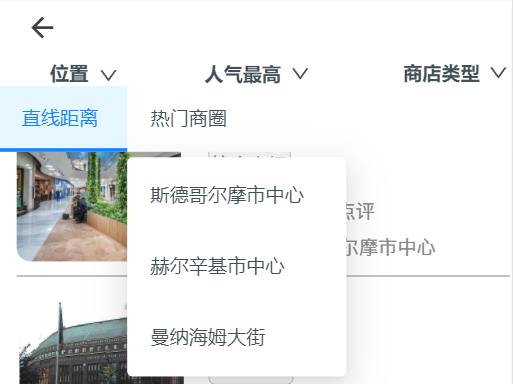 位置 人气最高 商店类型
直线距离 热门商圈
斯德哥尔摩市中心
点评
尔摩市中心
赫尔辛基市中心
曼纳海姆大街